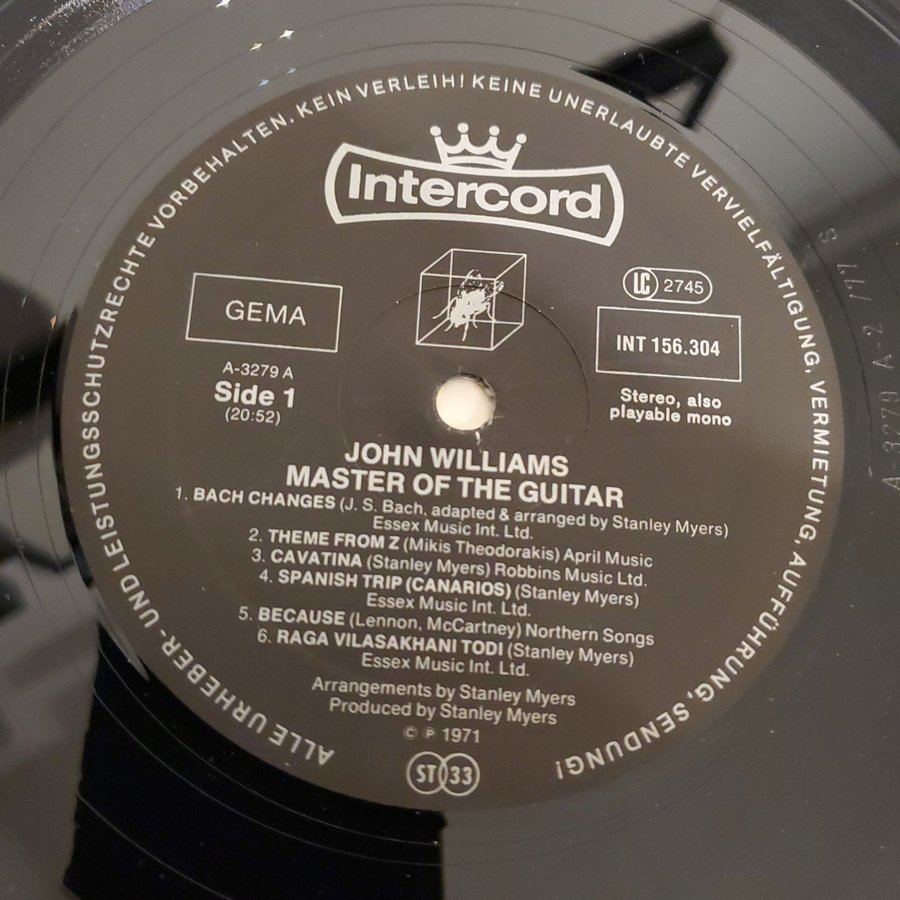 ALLE URHEBER- UND LEISTUNGSSCHUTZRECHTE VORBEHALTEN. KEIN VERLEIH! KEINE UNERLAUBTE VERVIELFÄLTIGUNG, VERMIETUNG, AUFFÜHRUNG, SENDUNG!
Intercord
GEMA
LC 2745
INT 156.304
A-3279 A
Side 1
(20:52)
Stereo, also
playable mono
JOHN WILLIAMS
MASTER OF THE GUITAR
1. BACH CHANGES (J. S. Bach, adapted & arranged by Stanley Myers)
Essex Music Int. Ltd.
2. THEME FROM Z (Mikis Theodorakis) April Music
3. CAVATINA (Stanley Myers) Robbins Music Ltd.
4. SPANISH TRIP (CANARIOS) (Stanley Myers)
Essex Music Int. Ltd.
5. BECAUSE (Lennon, McCartney) Northern Songs
6. RAGA VILASAKHANI TODI (Stanley Myers)
Essex Music Int. Ltd.
Arrangements by Stanley Myers
Produced by Stanley Myers
© ℗ 1971
ST 33